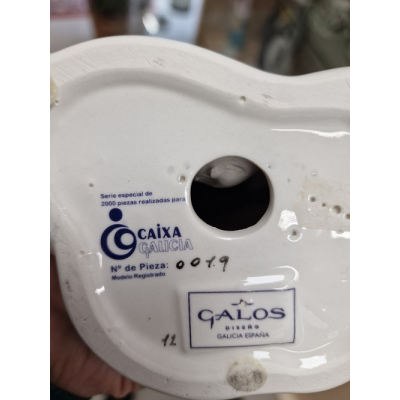 Serie especial de
2000 piezas realizadas para
CAIXA
GALICIA
Nº de Pieza: 0019
Modelo Registrado
GALOS
DISEÑO
GALICIA ESPAÑA
12